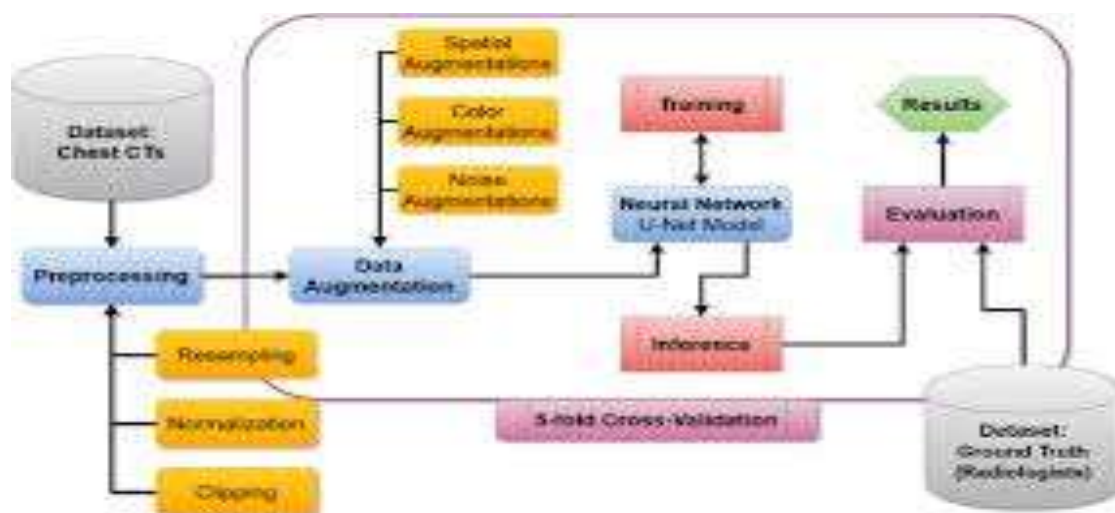 Dataset:
Chest CTs
Preprocessing
Resampling
Normalization
Clipping
Spatial
Augmentations
Color
Augmentations
Noise
Augmentations
Data
Augmentation
Training
Neural Network
U-Net Model
Inference
Results
Evaluation
5-fold Cross-Validation
Dataset:
Ground Truth
(Radiologists)